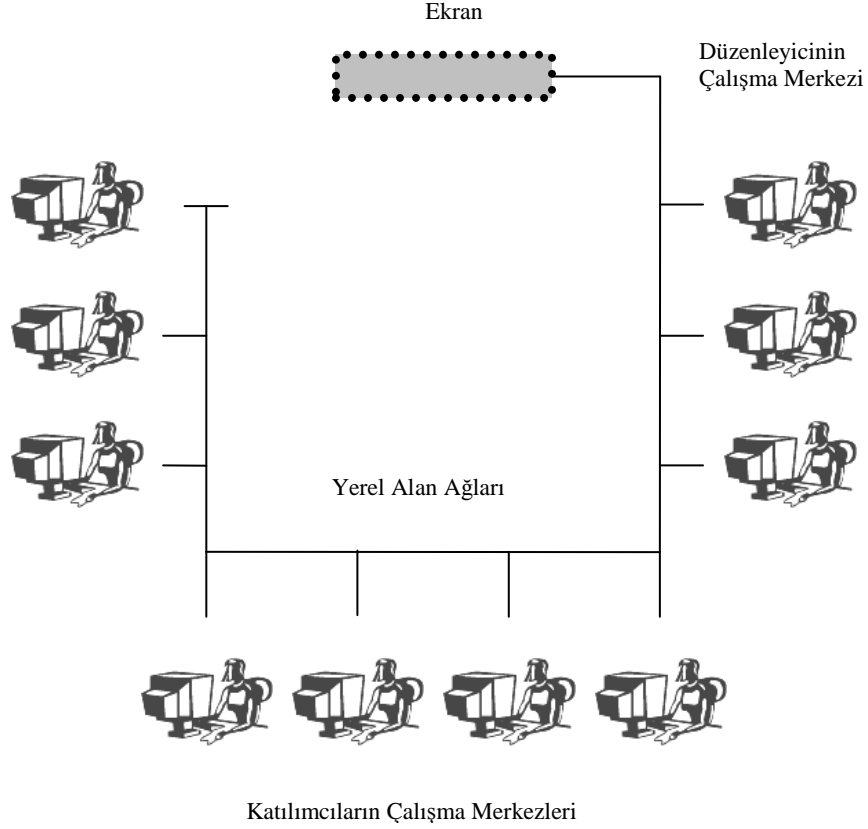 Ekran
Düzenleyicinin
Çalışma Merkezi
Yerel Alan Ağları
Katılımcıların Çalışma Merkezleri